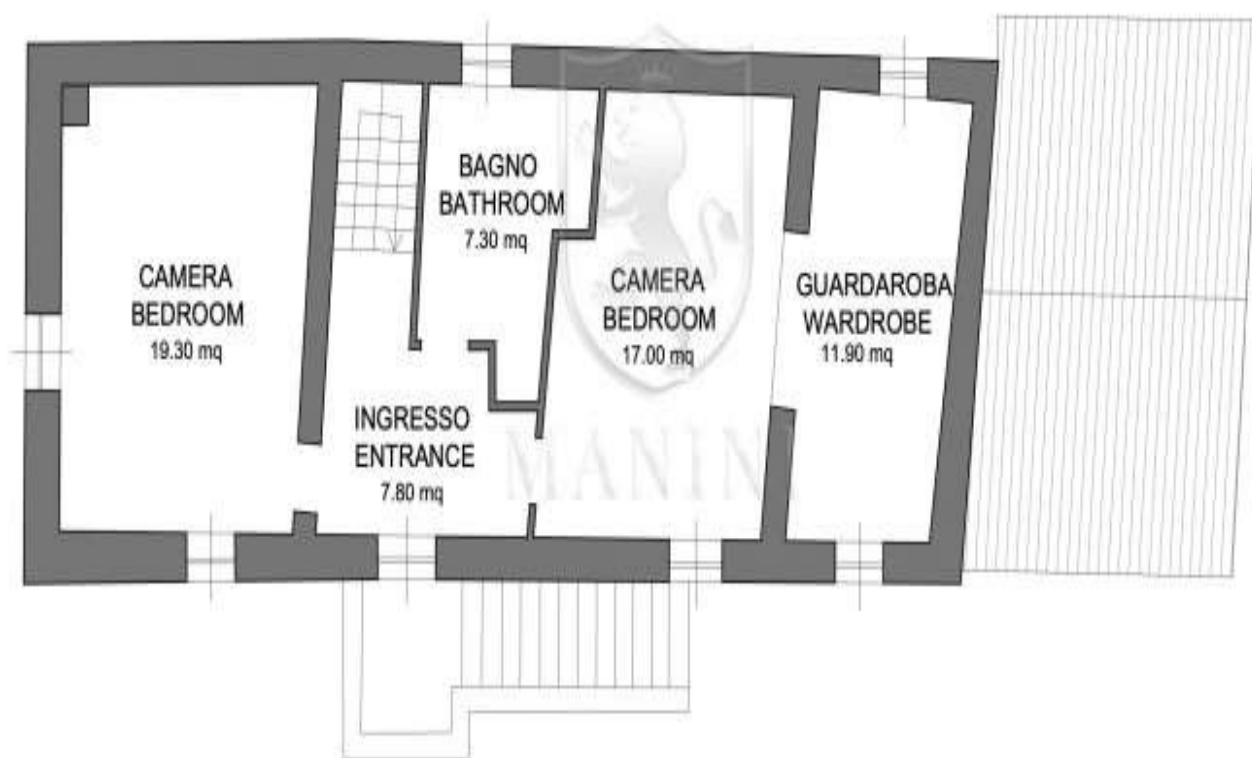 BAGNO
BATHROOM
7.30 mq
CAMERA
BEDROOM
19.30 mq
CAMERA
BEDROOM
17.00 mq
GUARDAROBA
WARDROBE
11.90 mq
INGRESSO
ENTRANCE
7.80 mq
MANINI